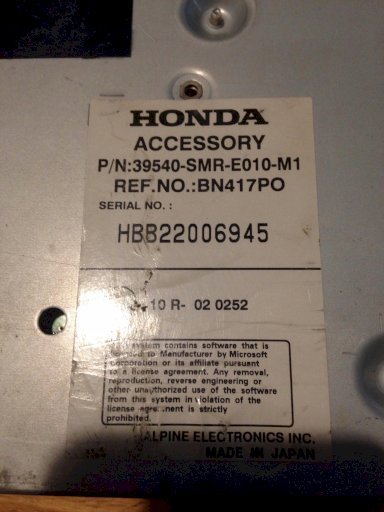 HONDA
ACCESSORY
P/N:39540-SMR-E010-M1
REF.NO.:BN417PO
SERIAL NO. :
HBB22006945
10 R- 02 0252
system contains software that is
to Manufacturer by Microsoft
Corporation or its affiliate pursuant
to a license agreement. Any removal,
reproduction, reverse engineering or
other unauthorized use of the software
from this system in violation of the
license agreement is strictly
prohibited.
ALPINE ELECTRONICS INC.
MADE IN JAPAN